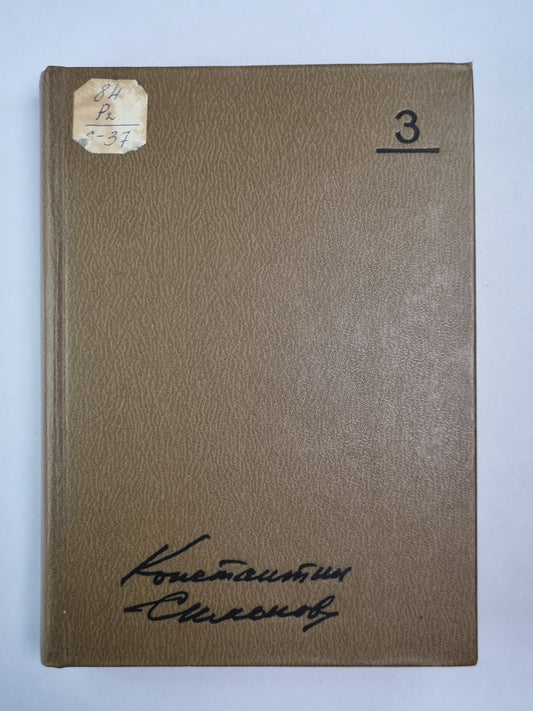 84
Р2
С-37
3
Константин
Симонов